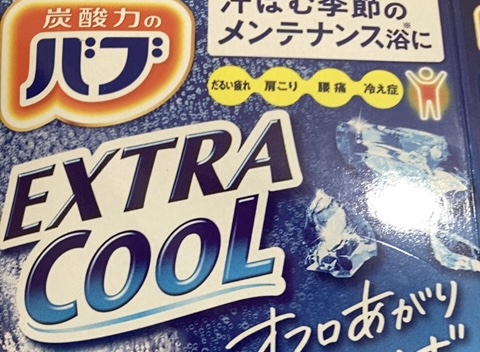 炭酸力の
バブ
汗ばむ季節の
メンテナンス浴に
※
だるい疲れ 肩こり 腰痛 冷え症
EXTRA
COOL
オフロあがり